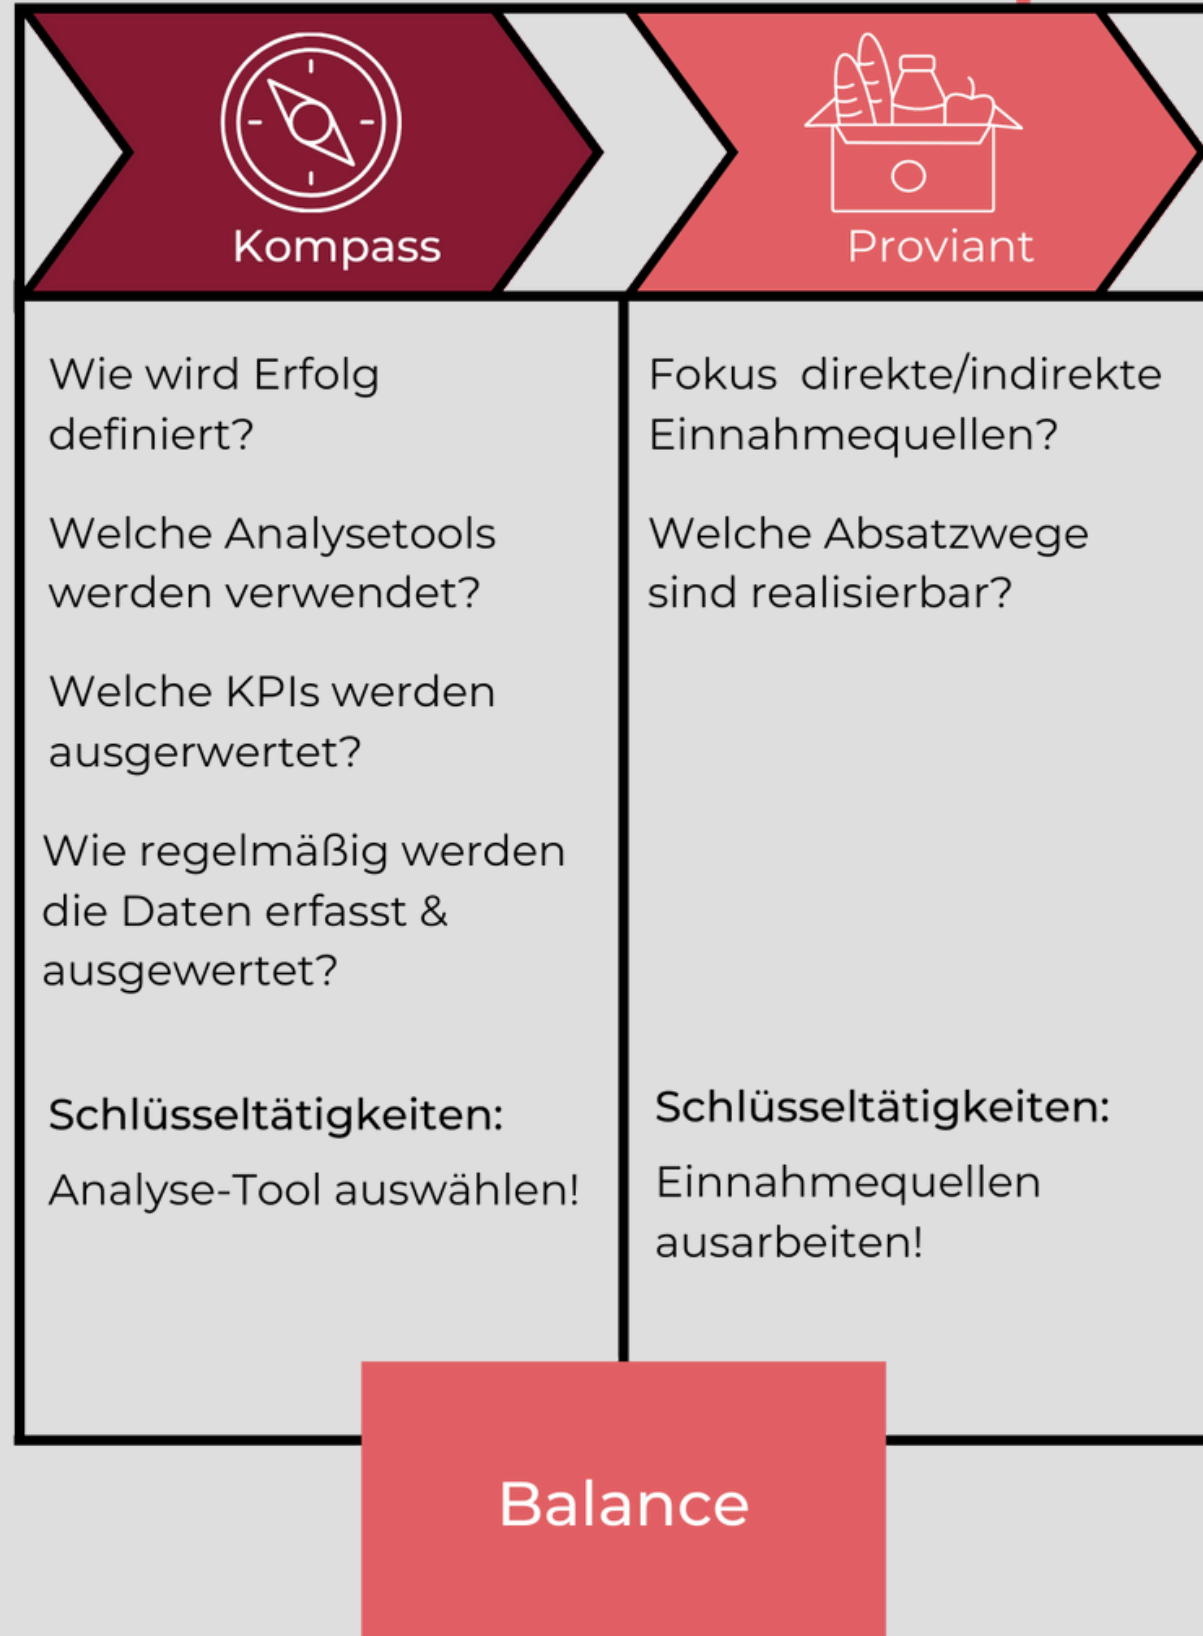 Kompass
Wie wird Erfolg
definiert?
Welche Analysetools
werden verwendet?
Welche KPIs werden
ausgerwertet?
Wie regelmäßig werden
die Daten erfasst &
ausgewertet?
Schlüsseltätigkeiten:
Analyse-Tool auswählen!
Proviant
Fokus  direkte/indirekte
Einnahmequellen?
Welche Absatzwege
sind realisierbar?
Schlüsseltätigkeiten:
Einnahmequellen
ausarbeiten!
Balance